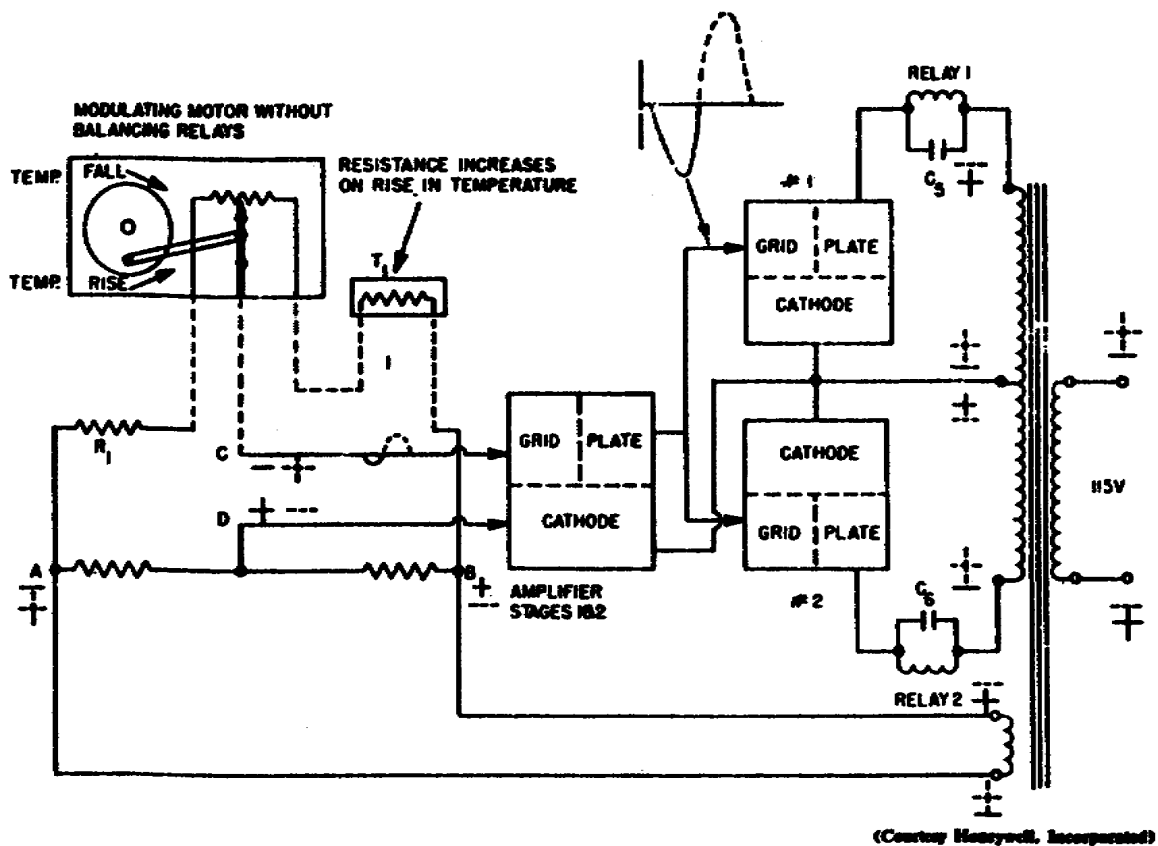 RELAY 1
MODULATING MOTOR WITHOUT
BALANCING RELAYS
RESISTANCE INCREASES
ON RISE IN TEMPERATURE
TEMP. FALL
TEMP. RISE
T1
C5
# 1
GRID PLATE
CATHODE
R1
C
D
A
B
GRID PLATE
CATHODE
AMPLIFIER
STAGES 1&2
CATHODE
GRID PLATE
# 2
C6
RELAY 2
115V
(Courtesy Honeywell, Incorporated)